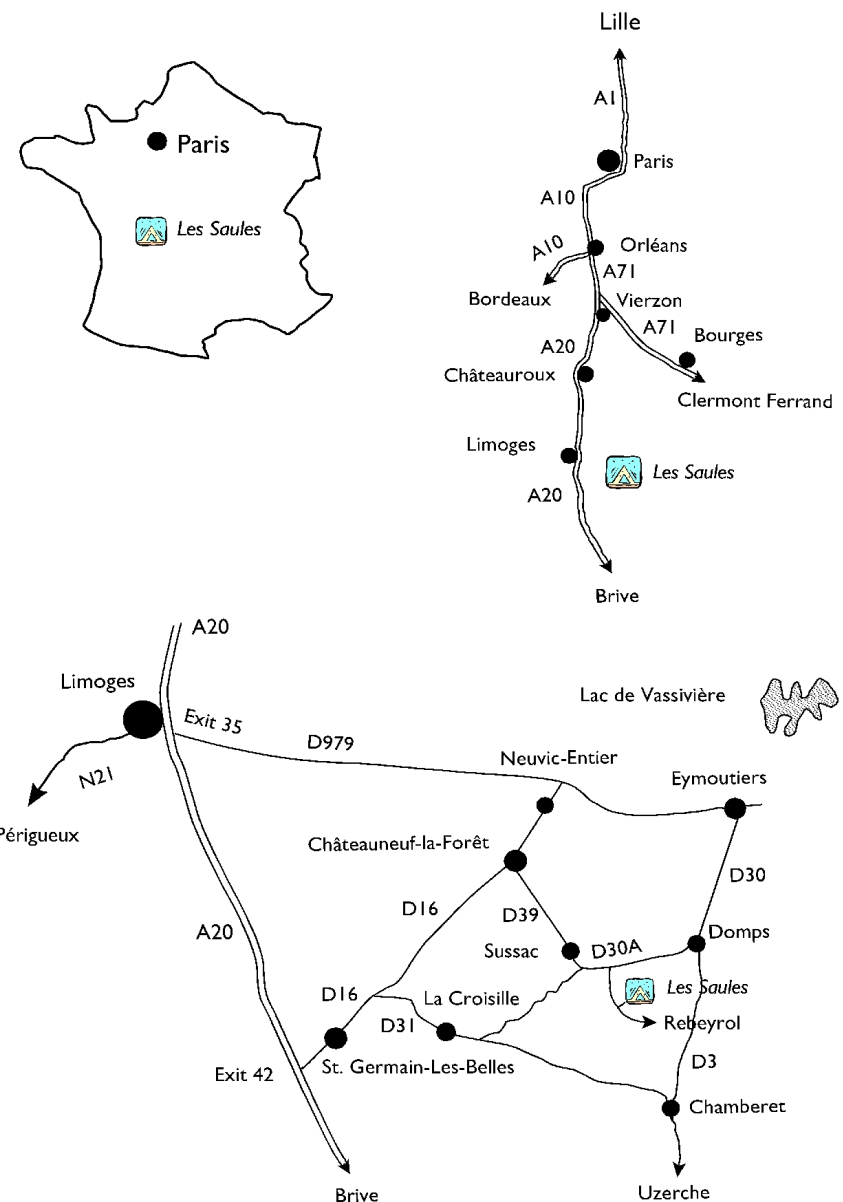 Paris
Les Saules
Lille
A1
Paris
A10
A10
Orléans
A71
Bordeaux
Vierzon
A71
Bourges
A20
Châteauroux
Clermont Ferrand
Limoges
Les Saules
A20
Brive
A20
Limoges
Lac de Vassivière
Exit 35
D979
Neuvic-Entier
N21
Eymoutiers
Périgueux
Châteauneuf-la-Forêt
D30
D16
D39
A20
Domps
Sussac
D30A
D16
La Croisille
Les Saules
D31
Rebeyrol
St. Germain-Les-Belles
D3
Exit 42
Chamberet
Brive
Uzerche